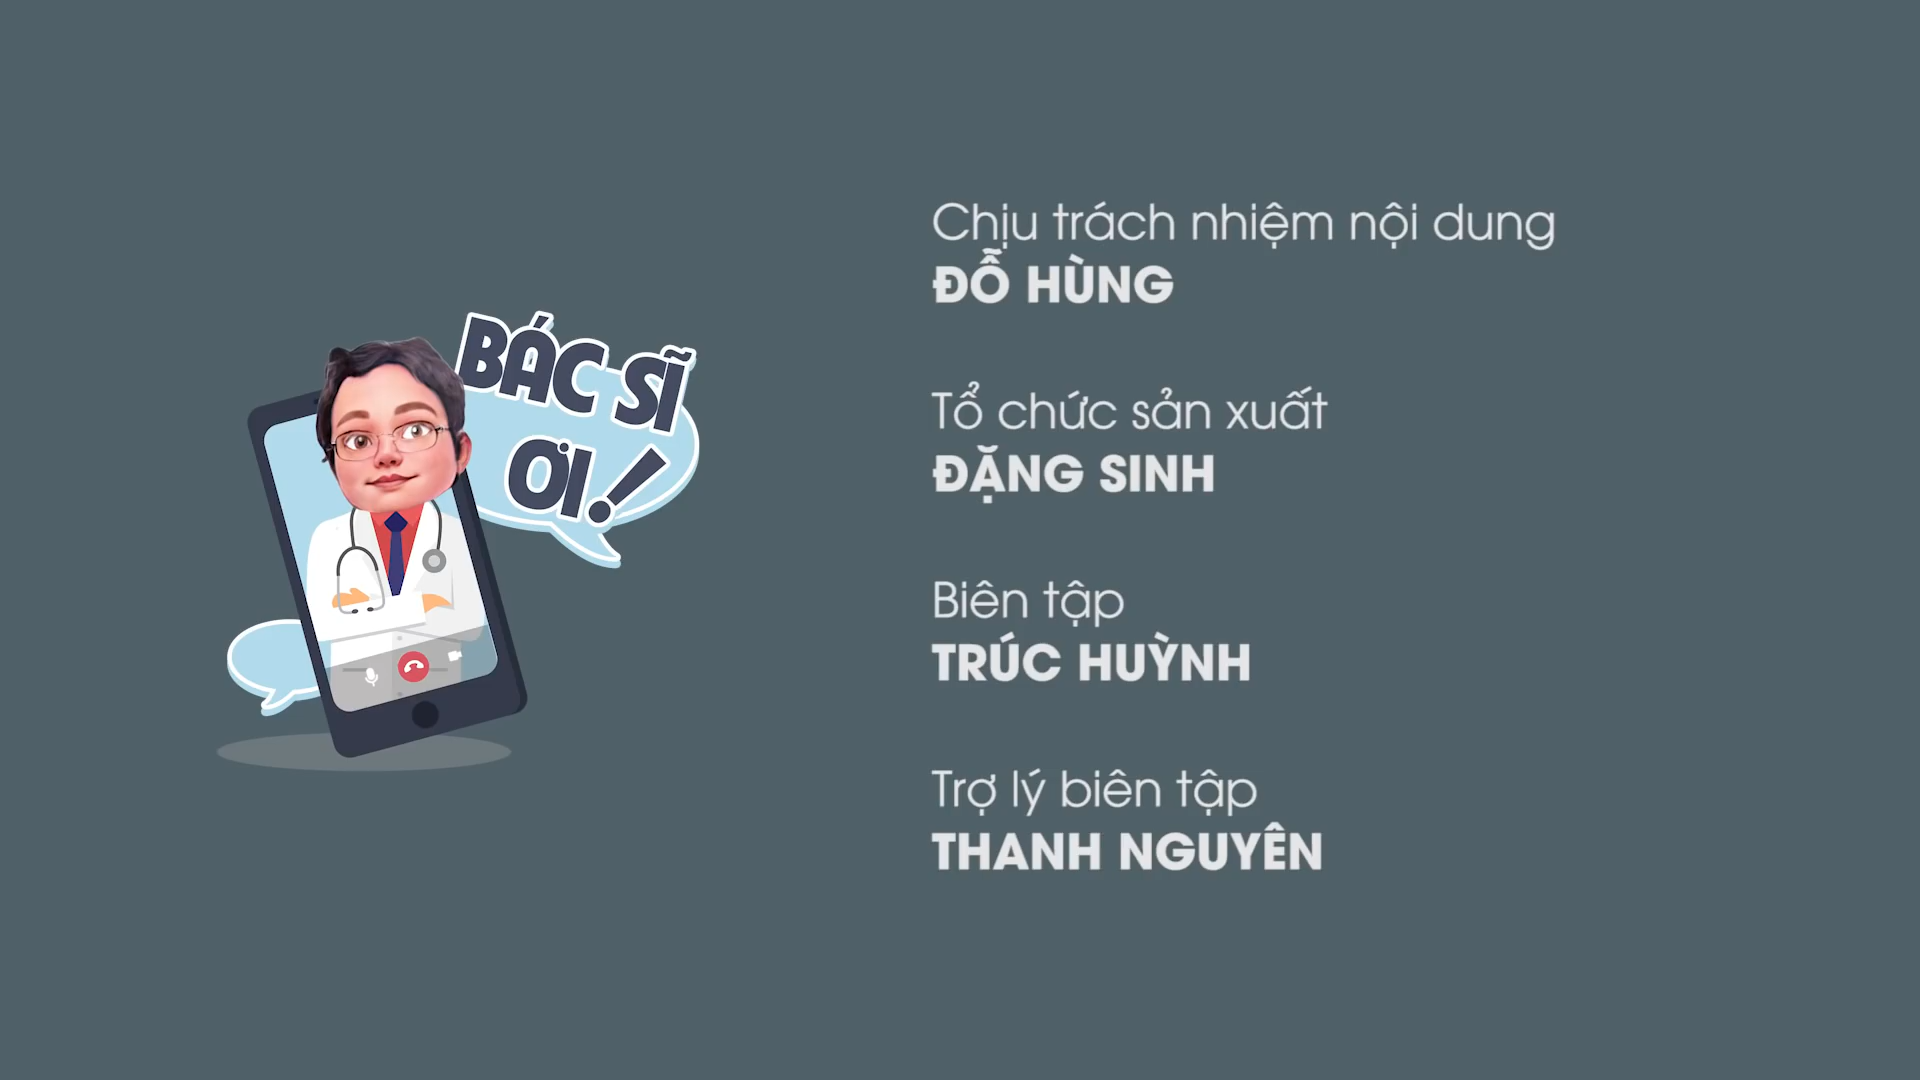 BÁC SĨ
ƠI!
Chịu trách nhiệm nội dung
ĐỖ HÙNG
Tổ chức sản xuất
ĐẶNG SINH
Biên tập
TRÚC HUỲNH
Trợ lý biên tập
THANH NGUYÊN